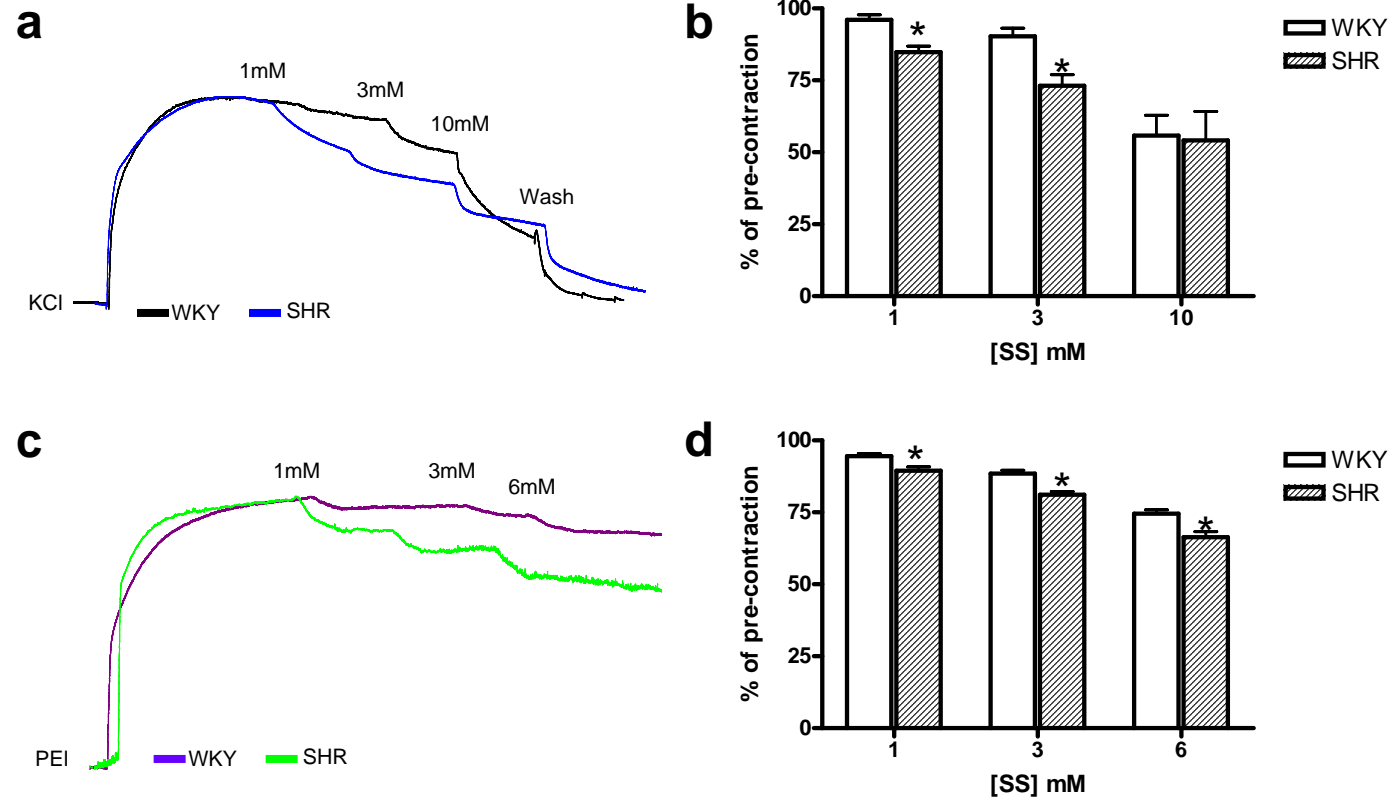 a
1mM
3mM
10mM
Wash
KCl
WKY
SHR
b
% of pre-contraction
100
75
50
25
0
*
*
1
3
10
[SS] mM
WKY
SHR
c
1mM
3mM
6mM
PEI
WKY
SHR
d
% of pre-contraction
100
75
50
25
0
*
*
*
1
3
6
[SS] mM
WKY
SHR